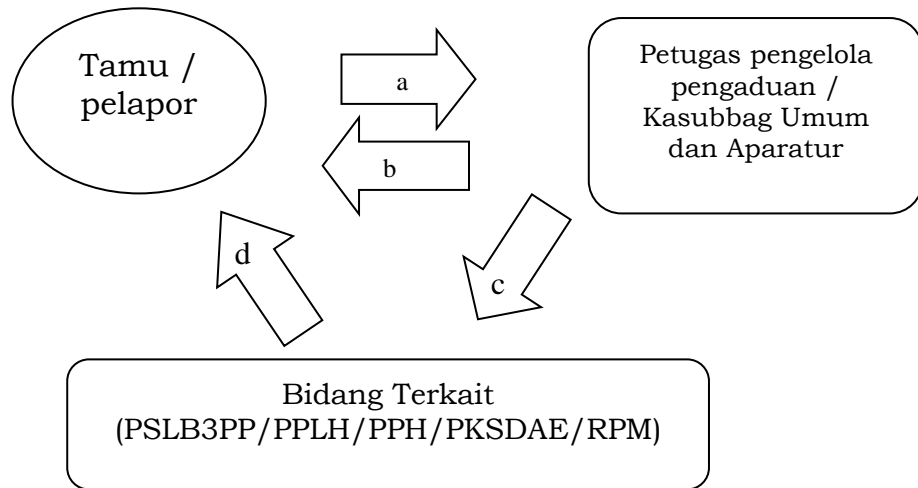 Tamu /
pelapor
a
b
Petugas pengelola
pengaduan /
Kasubbag Umum
dan Aparatur
d
c
Bidang Terkait
(PSLB3PP/PPLH/PPH/PKSDAE/RPM)